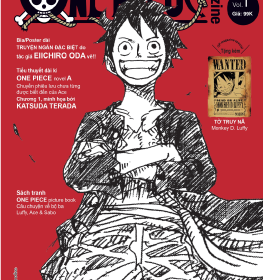 ONE PIECE
magazine
Vol.1
Giá: 99K
Bìa/Poster dài
TRUYỆN NGẮN ĐẶC BIỆT do
tác giả EIICHIRO ODA vẽ!!
Tiểu thuyết dài kì
ONE PIECE novel A
Chuyến phiêu lưu chưa từng
được biết đến của Ace
Chương 1, minh họa bởi
KATSUDA TERADA
Tặng kèm
WANTED
TỜ TRUY NÃ
Monkey D. Luffy
Sách tranh
ONE PIECE picture book
Câu chuyện về bộ ba
Luffy, Ace & Sabo